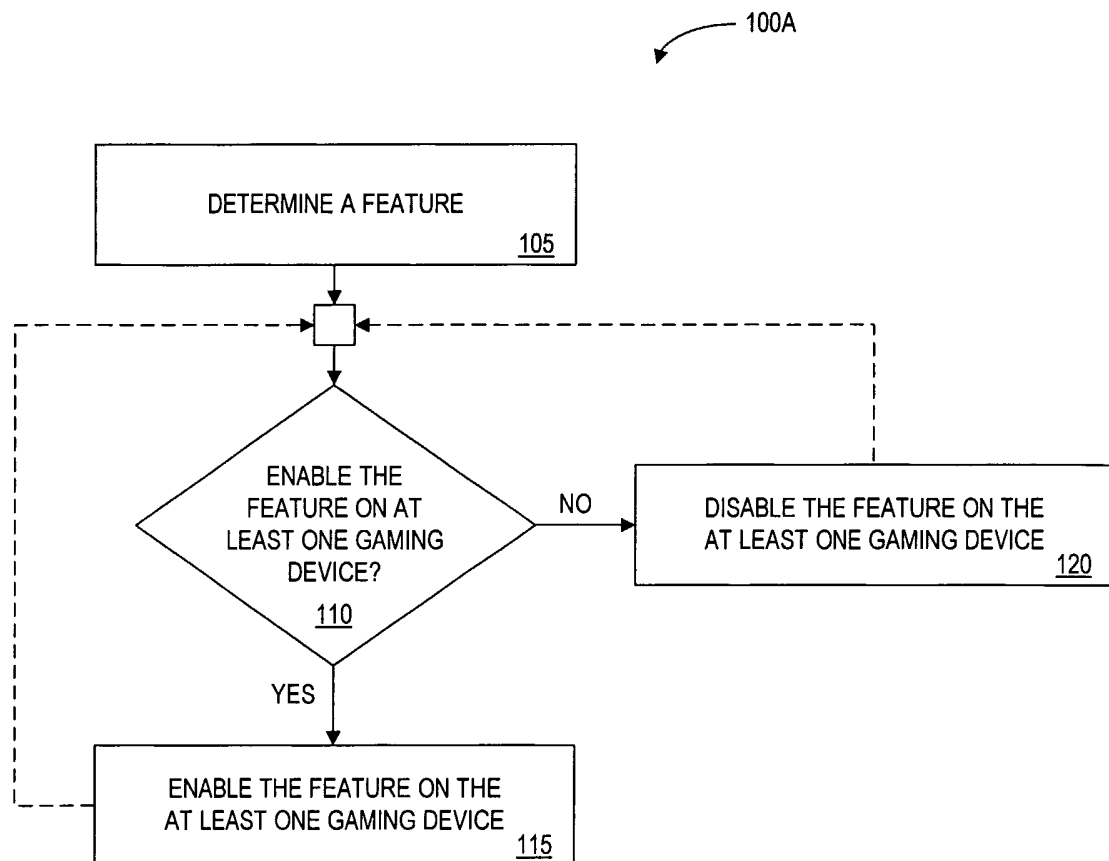 100A
DETERMINE A FEATURE
105
ENABLE THE
FEATURE ON AT
LEAST ONE GAMING
DEVICE?
110
NO
DISABLE THE FEATURE ON THE
AT LEAST ONE GAMING DEVICE
120
YES
ENABLE THE FEATURE ON THE
AT LEAST ONE GAMING DEVICE
115